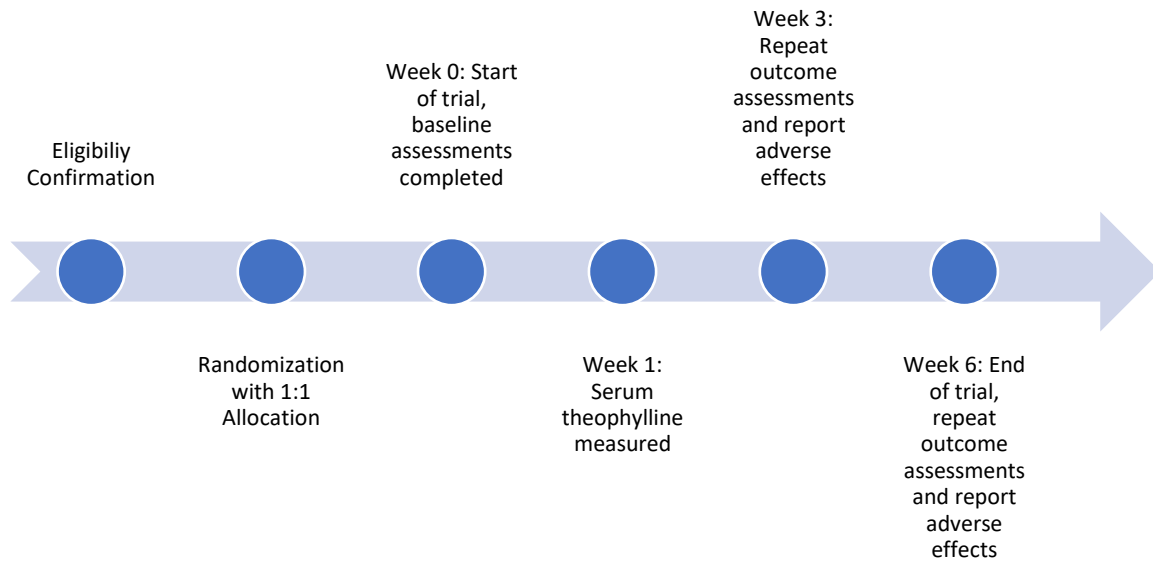 Eligibiliy
Confirmation
Randomization
with 1:1
Allocation
Week 0: Start
of trial,
baseline
assessments
completed
Week 1:
Serum
theophylline
measured
Week 3:
Repeat
outcome
assessments
and report
adverse
effects
Week 6: End
of trial,
repeat
outcome
assessments
and report
adverse
effects